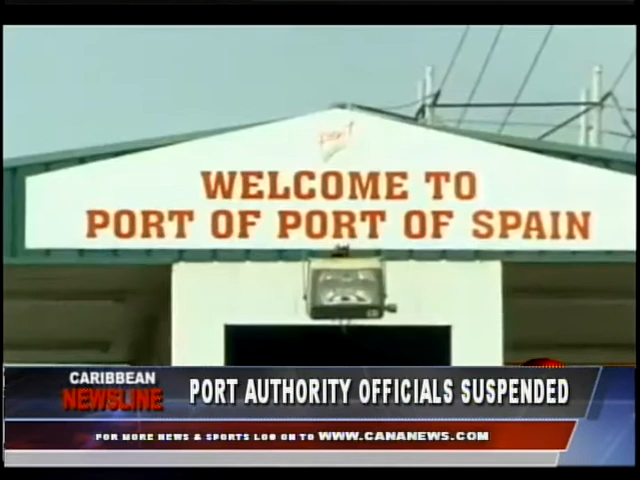 WELCOME TO
PORT OF PORT OF SPAIN
CARIBBEAN
NEWSLINE
PORT AUTHORITY OFFICIALS SUSPENDED
FOR MORE NEWS & SPORTS LOG ON TO WWW.CANANEWS.COM